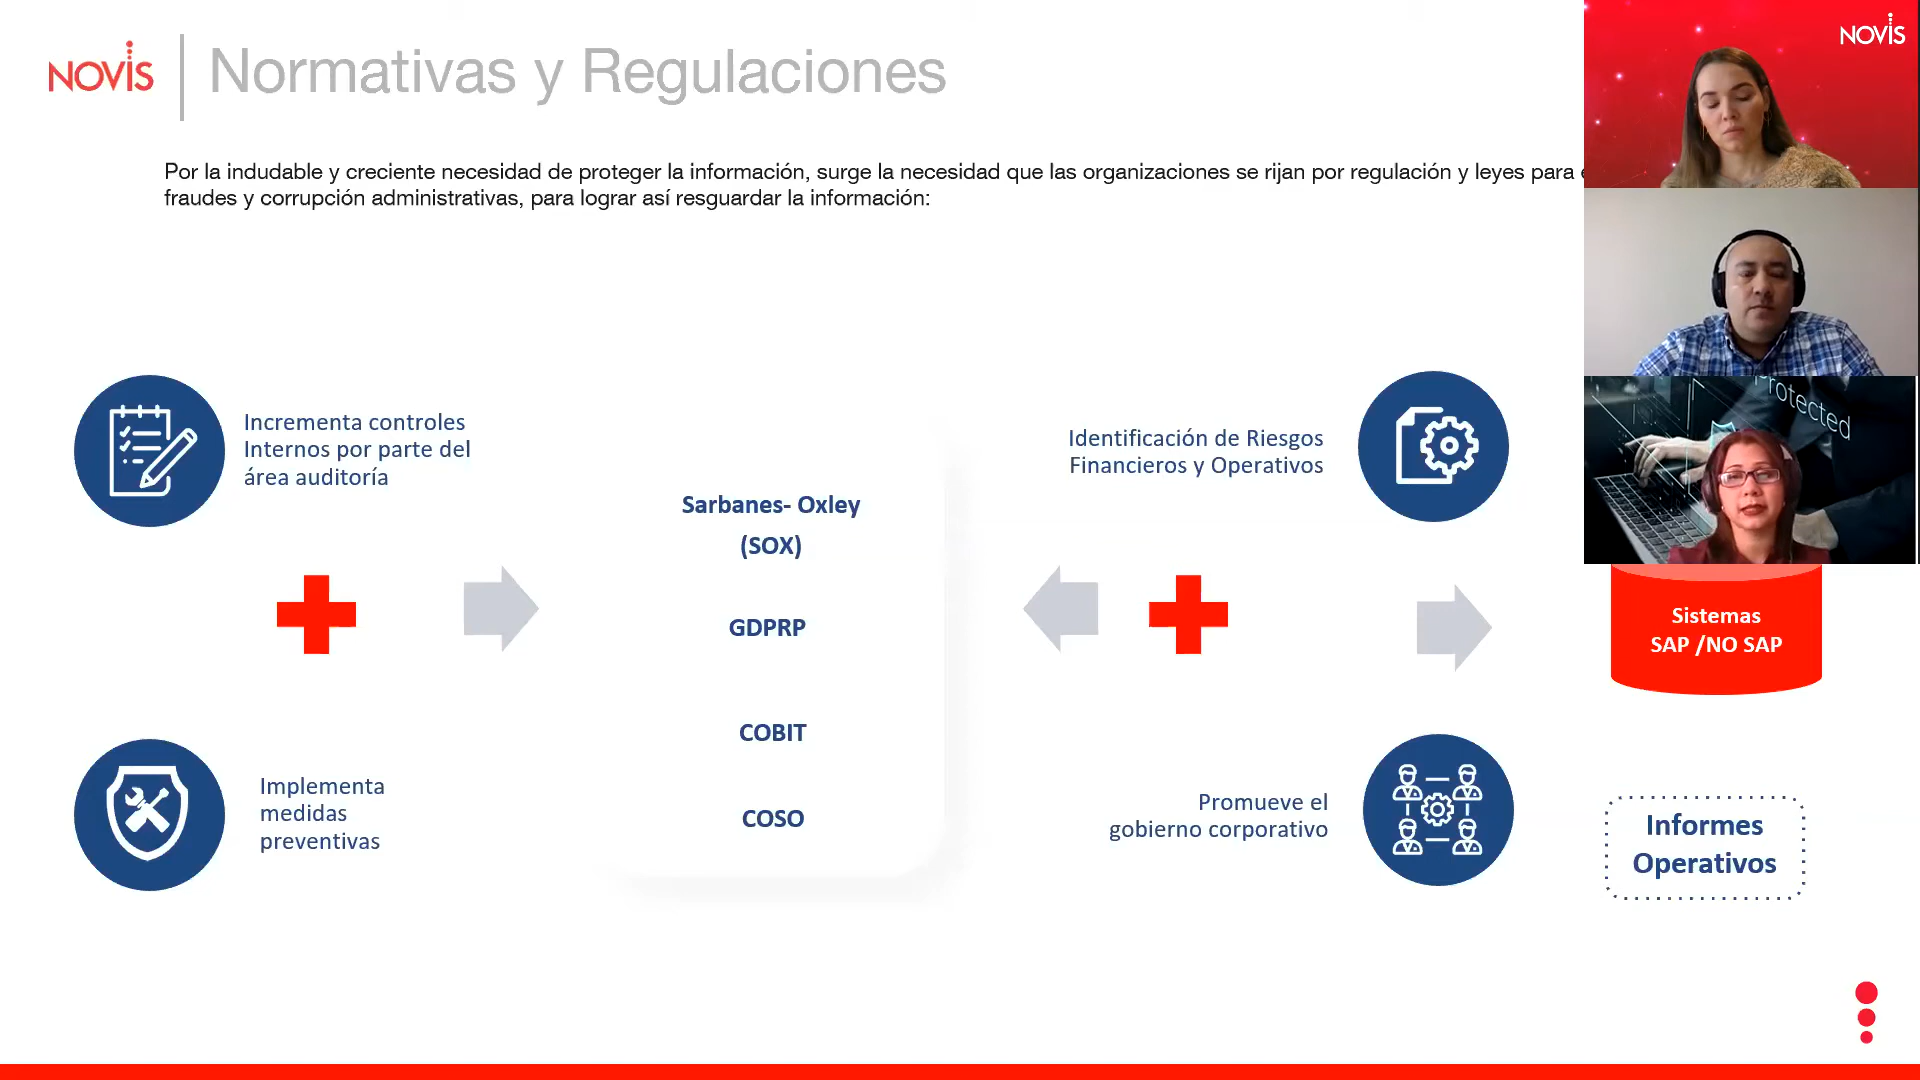 NOVIS
Normativas y Regulaciones
Por la indudable y creciente necesidad de proteger la información, surge la necesidad que las organizaciones se rijan por regulación y leyes para
fraudes y corrupción administrativas, para lograr así resguardar la información:
Incrementa controles
Internos por parte del
área auditoría
Implementa
medidas
preventivas
Sarbanes- Oxley
(SOX)
GDPRP
COBIT
COSO
Identificación de Riesgos
Financieros y Operativos
Promueve el
gobierno corporativo
NOVIS
Protected
Sistemas
SAP /NO SAP
Informes
Operativos